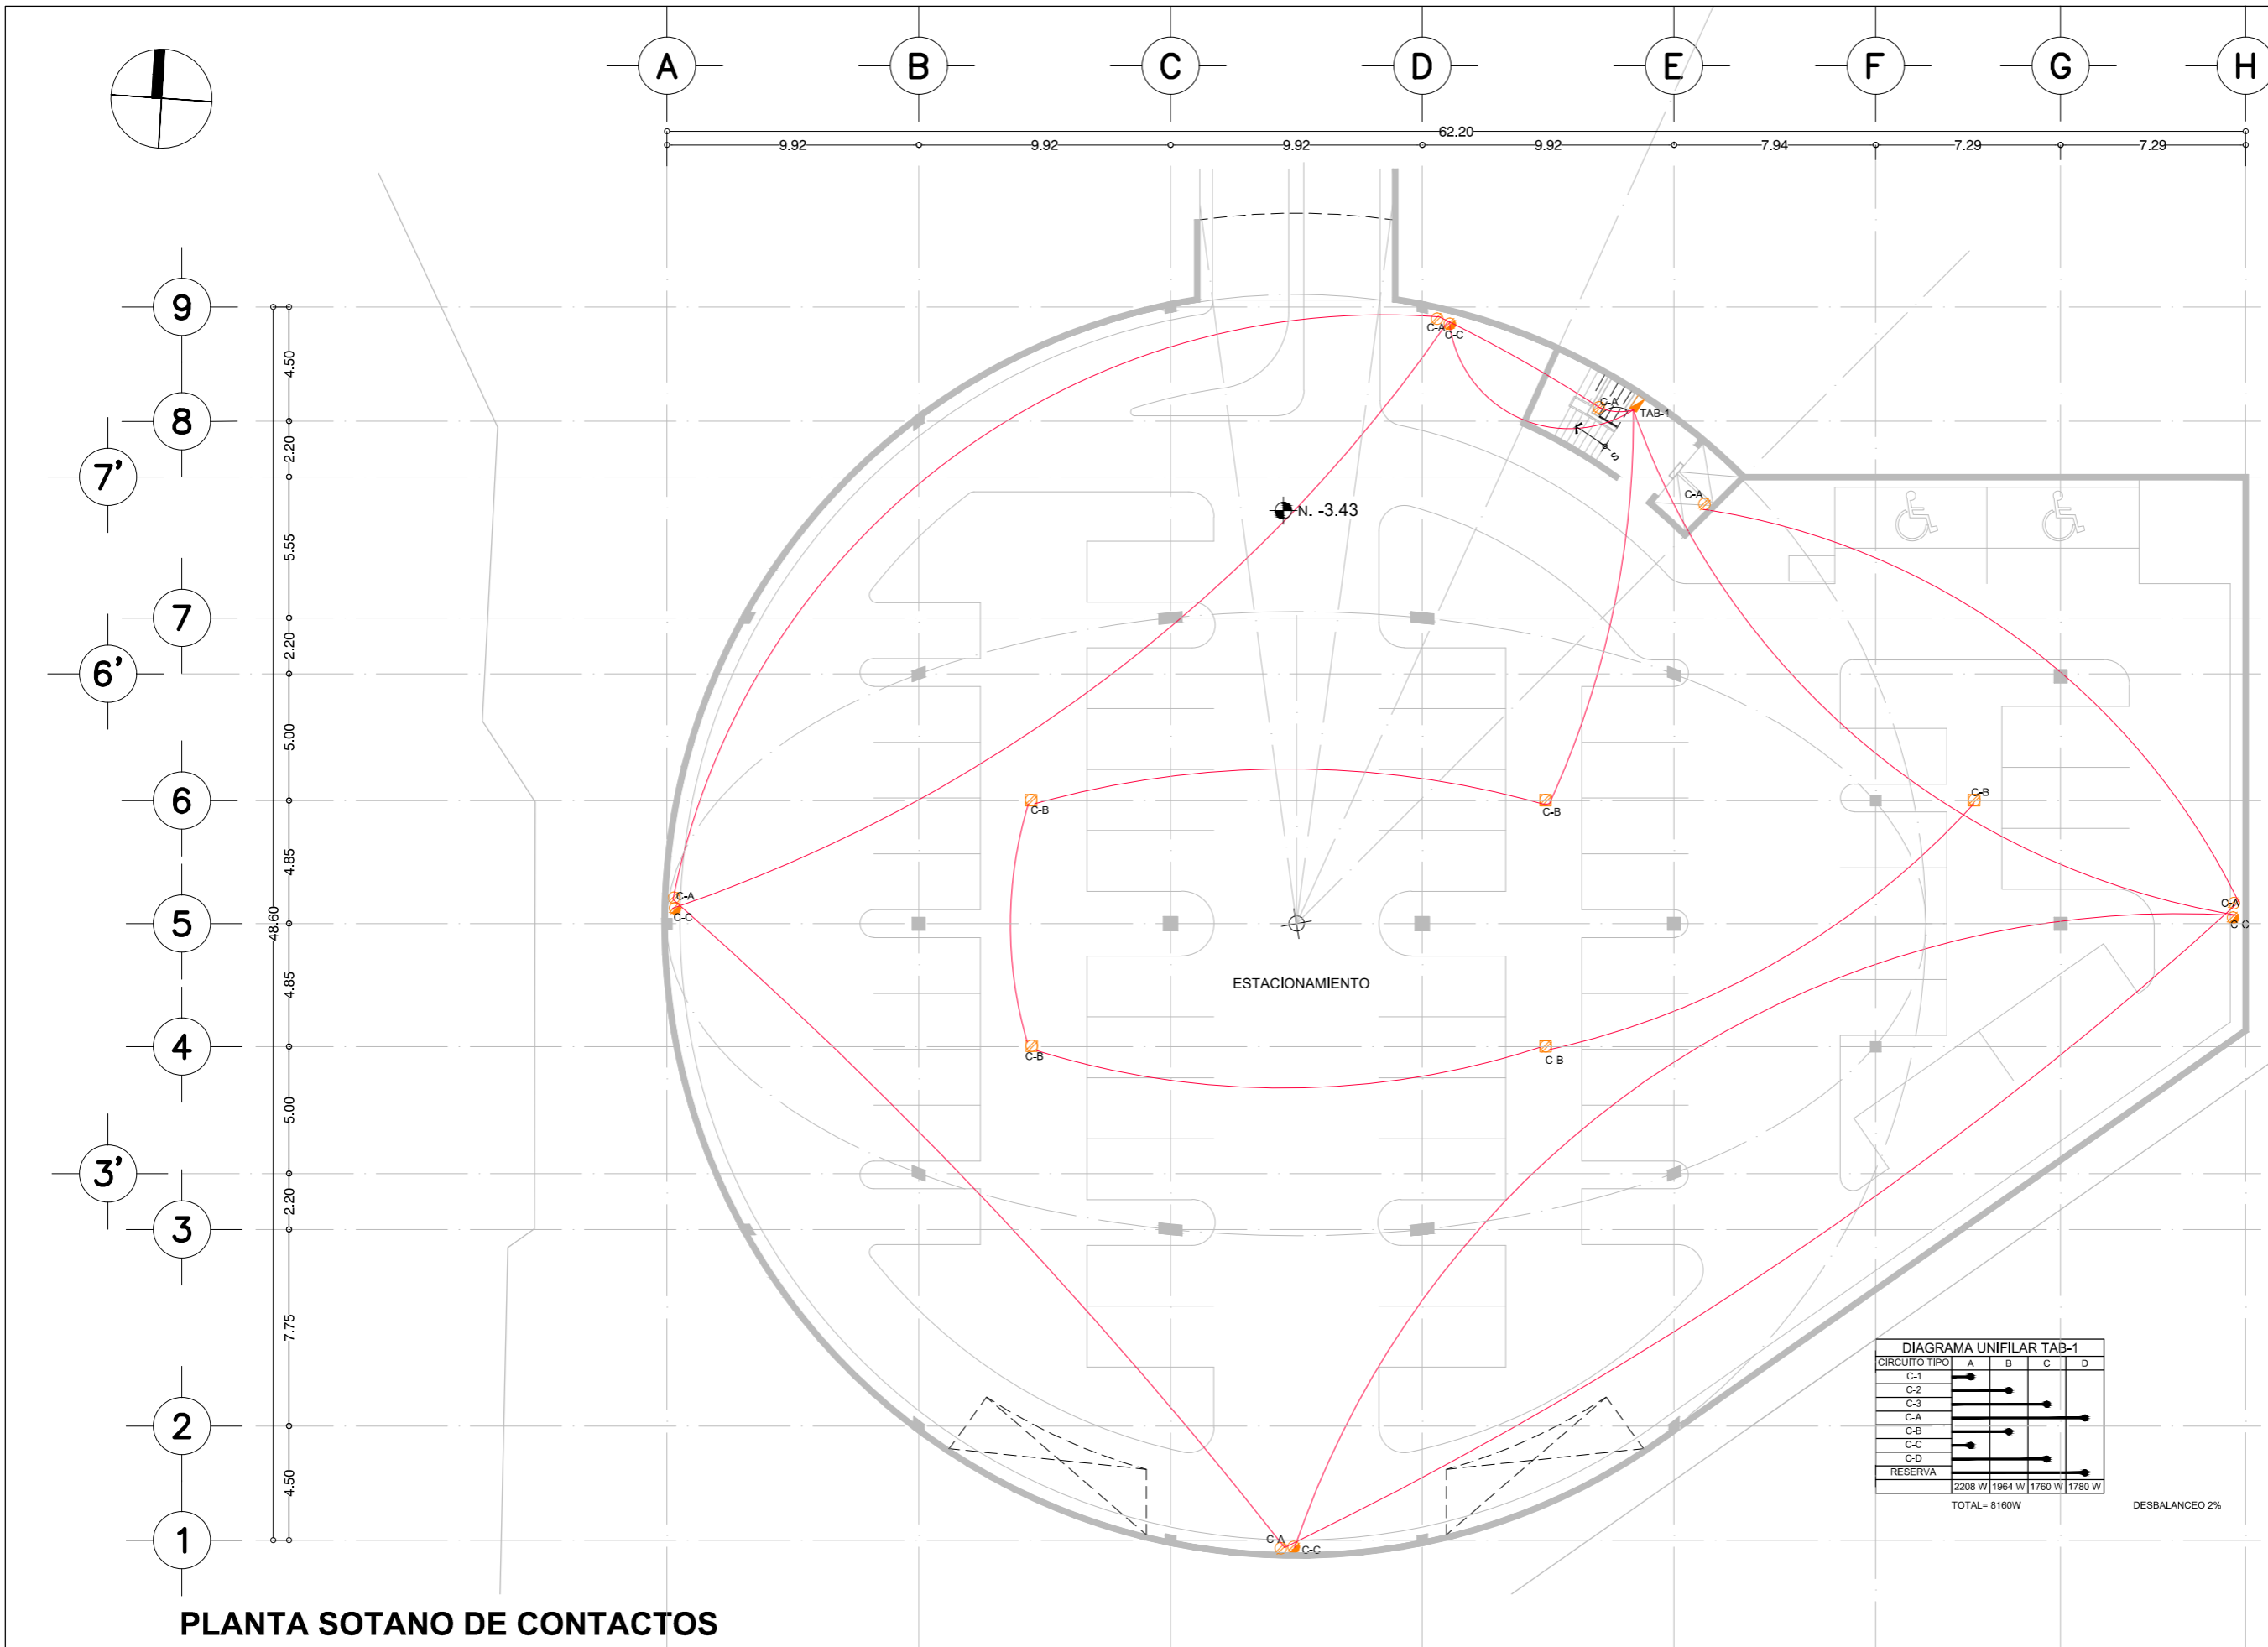 A B C D E F G H
62.20
9.92 9.92 9.92 9.92 7.94 7.29 7.29
9
4.50
C-A
C-C
8
C-A
TAB-1
2.20
S
7'
C-A
N. -3.43
5.55
7
2.20
6'
5.00
6
C-B
C-B
C-B
4.85
C-A
C-C
C-A
C-C
5
48.60
ESTACIONAMIENTO
4.85
4
C-B
C-B
5.00
3'
2.20
3
7.75
DIAGRAMA UNIFILAR TAB-1
CIRCUITO TIPO A B C D
C-1
C-2
C-3
C-A
C-B
C-C
C-D
RESERVA
2208 W 1964 W 1760 W 1780 W
TOTAL= 8160W DESBALANCEO 2%
2
4.50
1
C-A
C-C
PLANTA SOTANO DE CONTACTOS